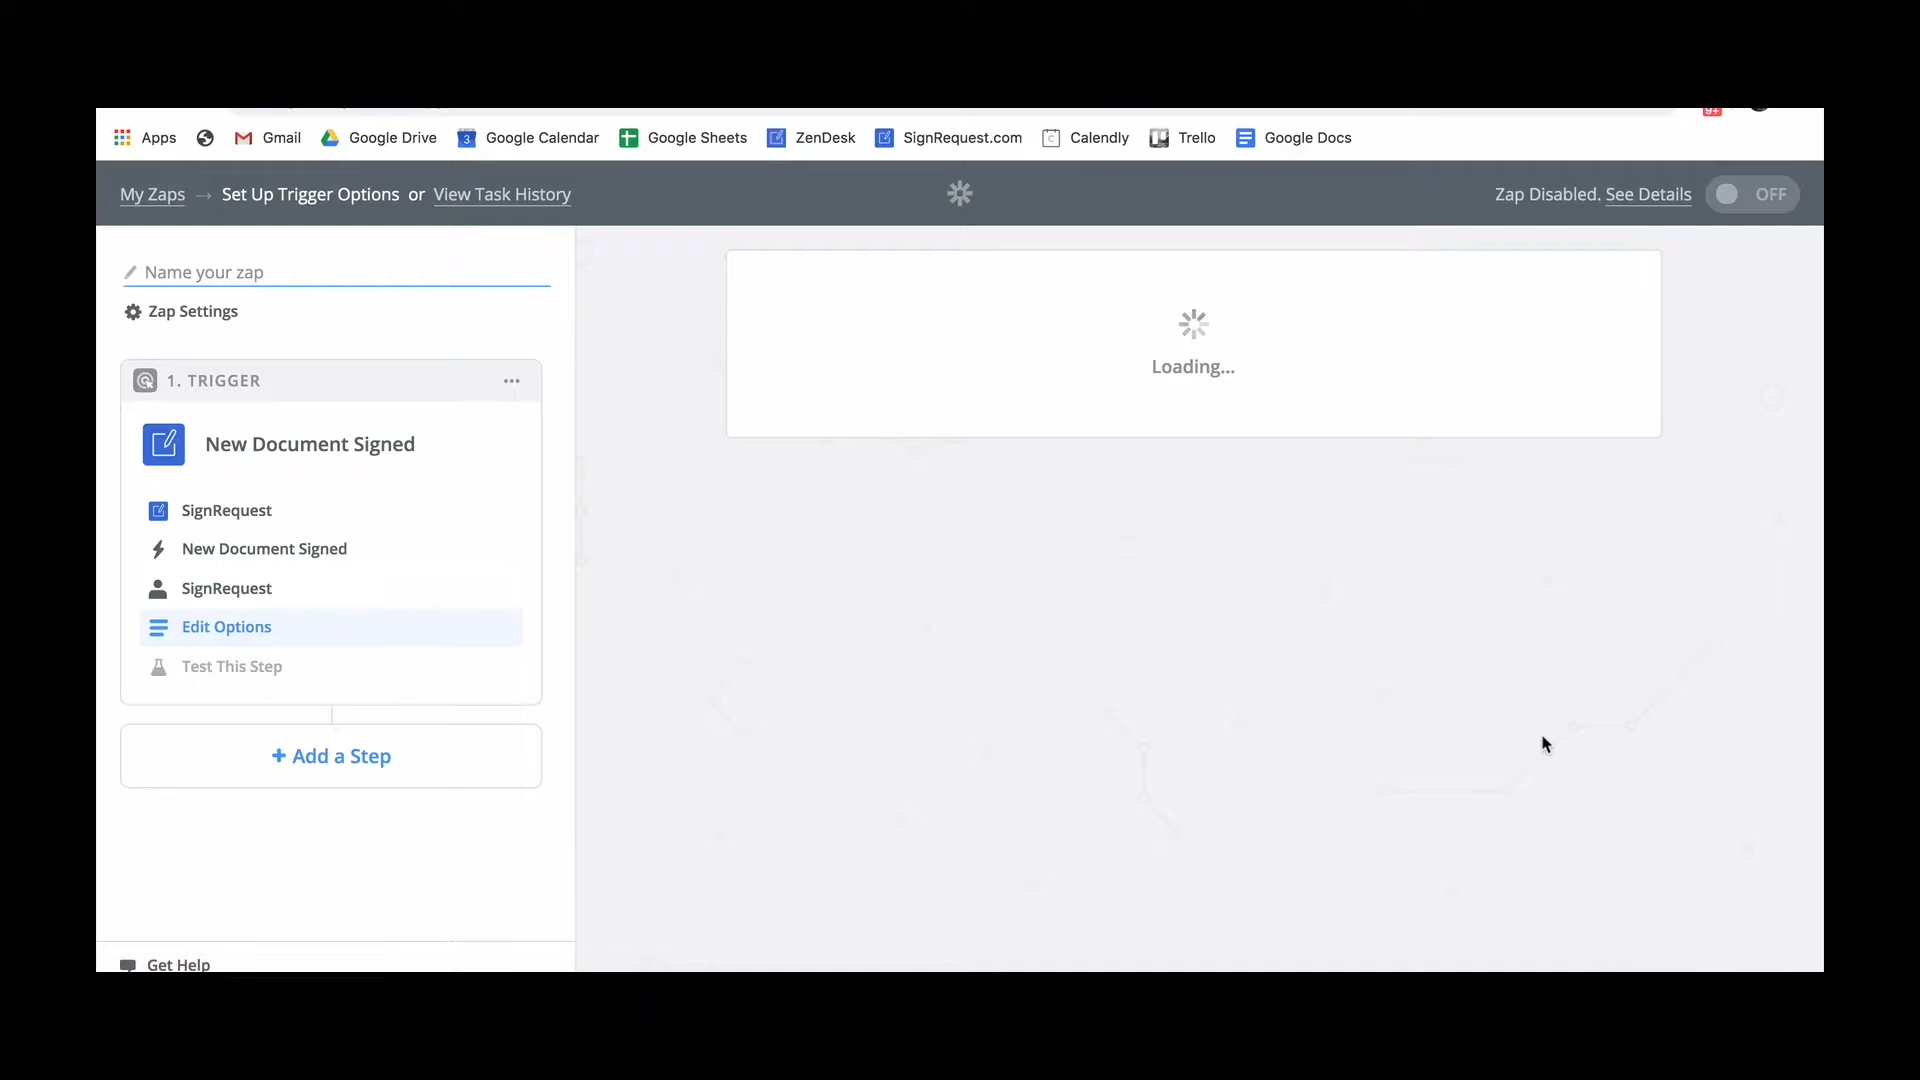 9+
Apps Gmail Google Drive 3 Google Calendar Google Sheets ZenDesk SignRequest.com C Calendly Trello Google Docs
My Zaps → Set Up Trigger Options or View Task History Zap Disabled. See Details OFF
Name your zap
Zap Settings
1. TRIGGER ...
New Document Signed
SignRequest
New Document Signed
SignRequest
Edit Options
Test This Step
+ Add a Step
Get Help
Loading...